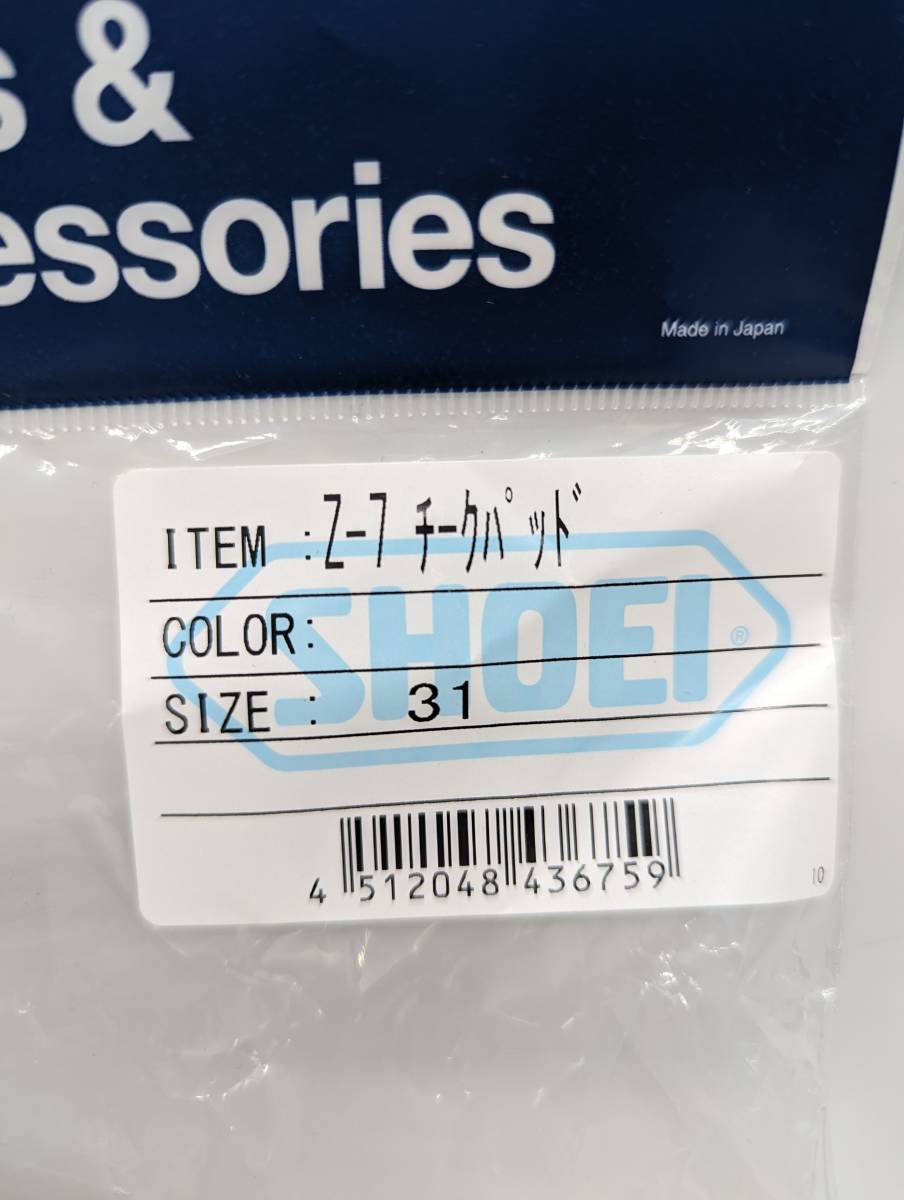 s &
essories
Made in Japan
ITEM :Z-7 チークパッド
COLOR:
SHOEI®
SIZE : 31
4 512048 436759
10